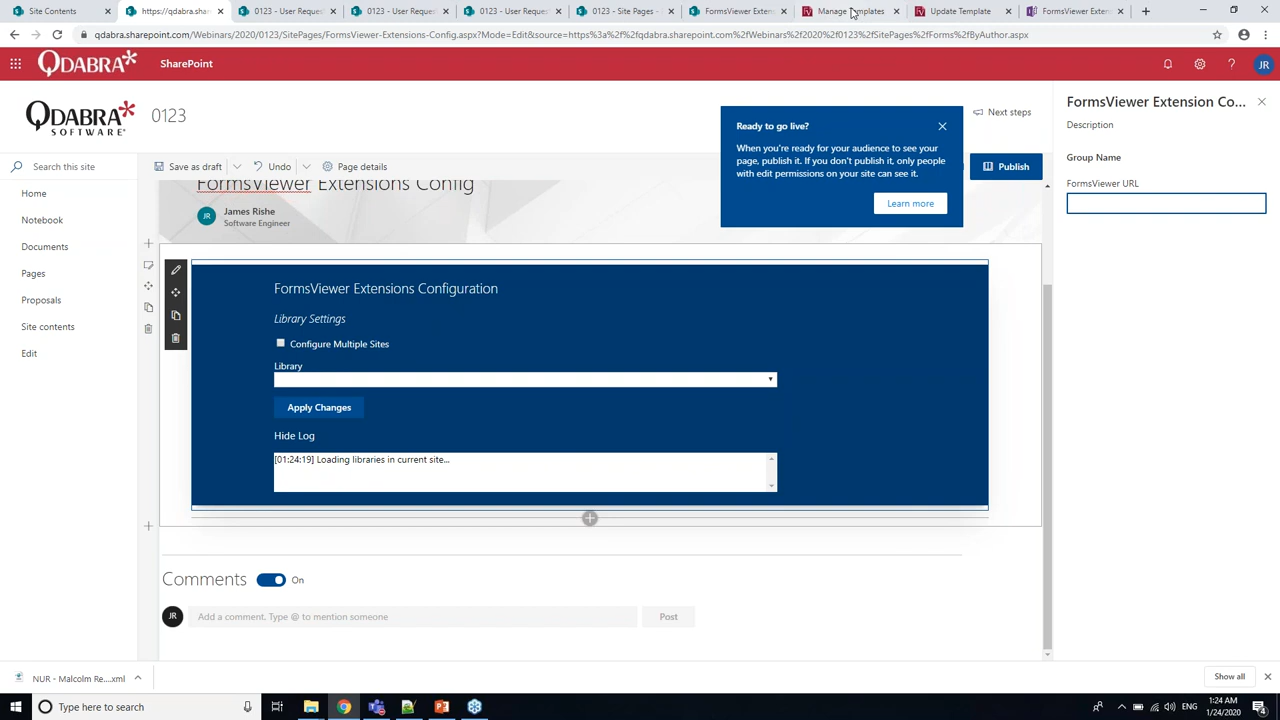 Site Contents
https://qdabra.shar
0123 - User Reque
0123 - User Reque
0123 - User Reque
0123 - Site Pages -
FormsViewer Exten
Manage Templates
Update Template
FormsViewer Exten
qdabra.sharepoint.com/Webinars/2020/0123/SitePages/FormsViewer-Extensions-Config.aspx?Mode=Edit&source=https%3a%2f%2fqdabra.sharepoint.com%2fWebinars%2f2020%2f0123%2fSitePages%2fForms%2fByAuthor.aspx
QDABRA
SharePoint
JR
QDABRA
SOFTWARE
0123
Next steps
Search this site
Save as draft
Undo
Page details
Publish
Ready to go live?
When you're ready for your audience to see your
page, publish it. If you don't publish it, only people
with edit permissions on your site can see it.
Learn more
FormsViewer Extension Co...
Description
Group Name
FormsViewer URL
Home
Notebook
Documents
Pages
Proposals
Site contents
Edit
FormsViewer Extensions Config
JR
James Rishe
Software Engineer
FormsViewer Extensions Configuration
Library Settings
Configure Multiple Sites
Library
Apply Changes
Hide Log
[01:24:19] Loading libraries in current site...
Comments
On
JR
Add a comment. Type @ to mention someone
Post
NUR - Malcolm Re....xml
Show all
Type here to search
ENG
1:24 AM
1/24/2020
4